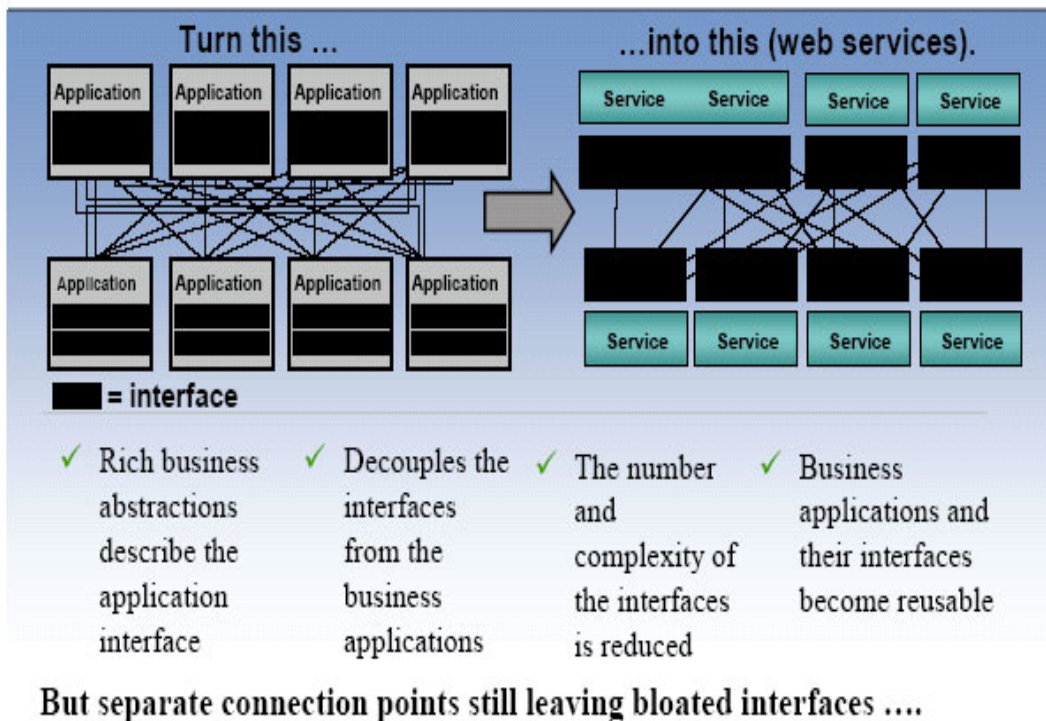 Turn this ...
...into this (web services).
Application Application Application Application
Application Application Application Application
Service Service Service Service
Service Service Service Service
= interface
✓ Rich business
abstractions
describe the
application
interface
✓ Decouples the
interfaces
from the
business
applications
✓ The number
and
complexity of
the interfaces
is reduced
✓ Business
applications and
their interfaces
become reusable
But separate connection points still leaving bloated interfaces ....